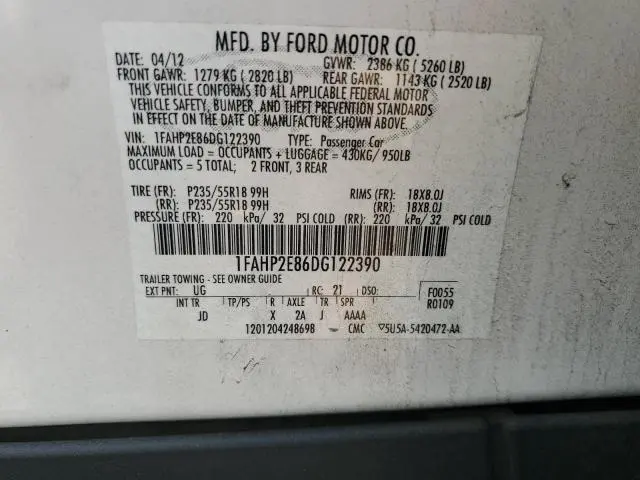 MFD. BY FORD MOTOR CO.
DATE: 04/12 GVWR: 2386 KG ( 5260 LB)
FRONT GAWR: 1279 KG ( 2820 LB) REAR GAWR: 1143 KG ( 2520 LB)
THIS VEHICLE CONFORMS TO ALL APPLICABLE FEDERAL MOTOR
VEHICLE SAFETY, BUMPER, AND THEFT PREVENTION STANDARDS
IN EFFECT ON THE DATE OF MANUFACTURE SHOWN ABOVE.
VIN: 1FAHP2E86DG122390 TYPE: Passenger Car
MAXIMUM LOAD = OCCUPANTS + LUGGAGE = 430KG/ 950LB
OCCUPANTS = 5 TOTAL; 2 FRONT, 3 REAR
TIRE (FR): P235/55R18 99H RIMS (FR): 18X8.0J
(RR): P235/55R18 99H (RR): 18X8.0J
PRESSURE (FR): 220 kPa/ 32 PSI COLD (RR): 220 kPa/ 32 PSI COLD
1FAHP2E86DG122390
TRAILER TOWING - SEE OWNER GUIDE
EXT PNT: UG RC: 21 DSO: F0055
INT TR TP/PS R AXLE TR SPR R0109
JD X 2A J AAAA
1201204248698 CMC 5U5A-5420472-AA